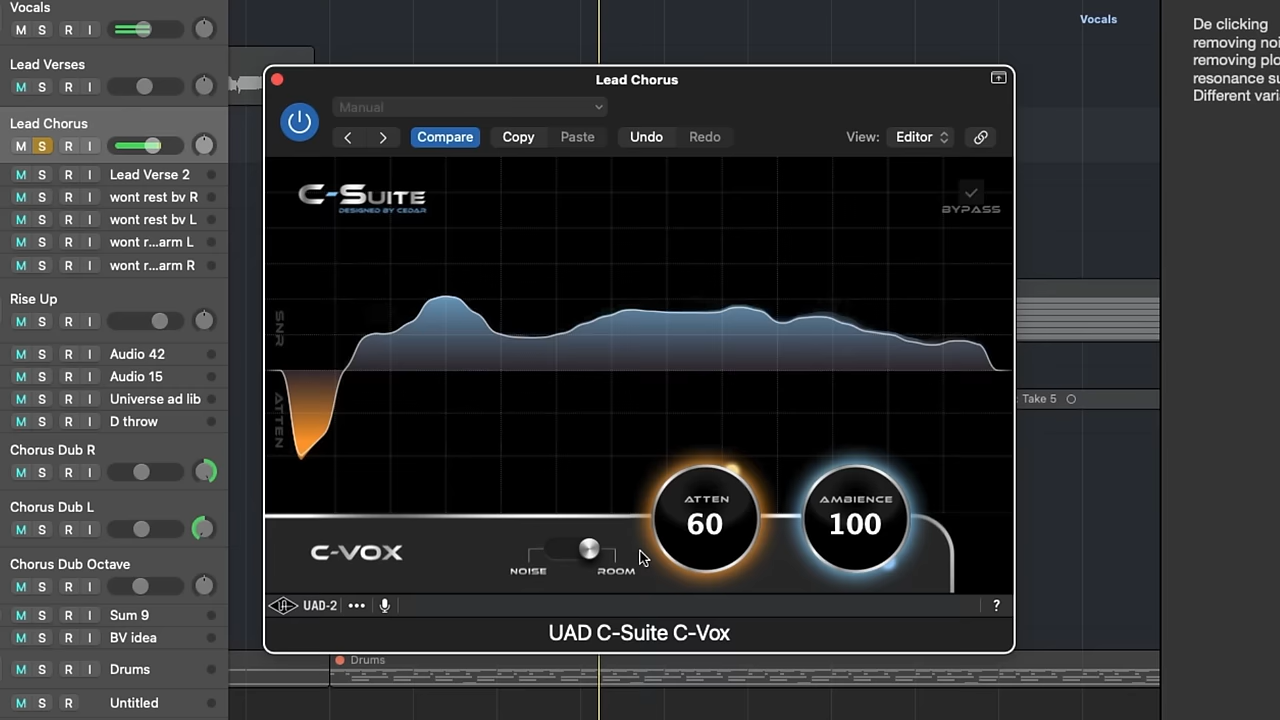 Vocals
M S R I
Lead Verses
M S R I
Lead Chorus
M S R I
M S R I Lead Verse 2
M S R I wont rest bv R
M S R I wont rest bv L
M S R I wont r...arm L
M S R I wont r...arm R
Rise Up
M S R I
M S R I Audio 42
M S R I Audio 15
M S R I Universe ad lib
M S R I D throw
Chorus Dub R
M S R I
Chorus Dub L
M S R I
Chorus Dub Octave
M S R I
M S R I Sum 9
M S R I BV idea
M S R I Drums
M S R Untitled
Vocals
Lead Chorus
Manual
Compare Copy Paste Undo Redo View: Editor
C-SUITE
DESIGNED BY CEDAR
BYPASS
SNR
ATTEN
ATTEN
60
AMBIENCE
100
C-VOX
NOISE ROOM
UAD-2 ••• ?
UAD C-Suite C-Vox
Take 5
Drums
De clicking
removing noi
removing plo
resonance su
Different vari